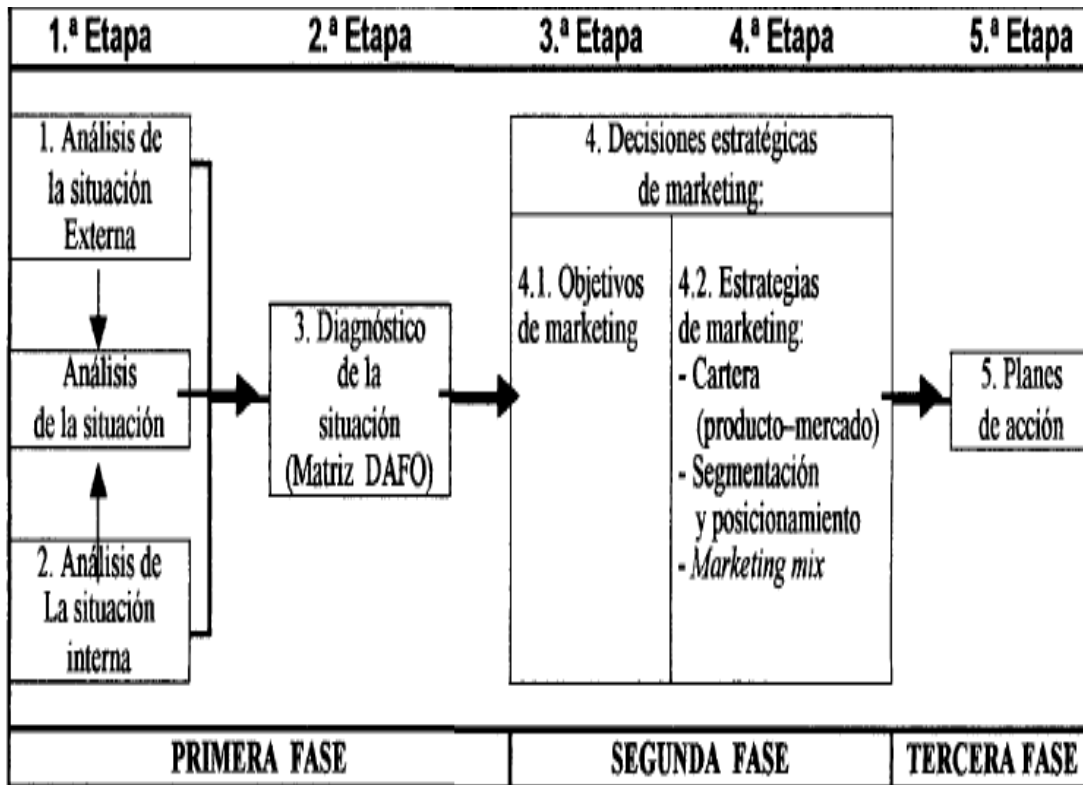 1.ª Etapa
2.ª Etapa
3.ª Etapa
4.ª Etapa
5.ª Etapa
1. Análisis de
la situación
Externa
Análisis
de la situación
2. Análisis de
La situación
interna
3. Diagnóstico
de la
situación
(Matriz DAFO)
4. Decisiones estratégicas
de marketing:
4.1. Objetivos
de marketing
4.2. Estrategias
de marketing:
- Cartera
(producto–mercado)
- Segmentación
y posicionamiento
- Marketing mix
5. Planes
de acción
PRIMERA FASE
SEGUNDA FASE
TERCERA FASE